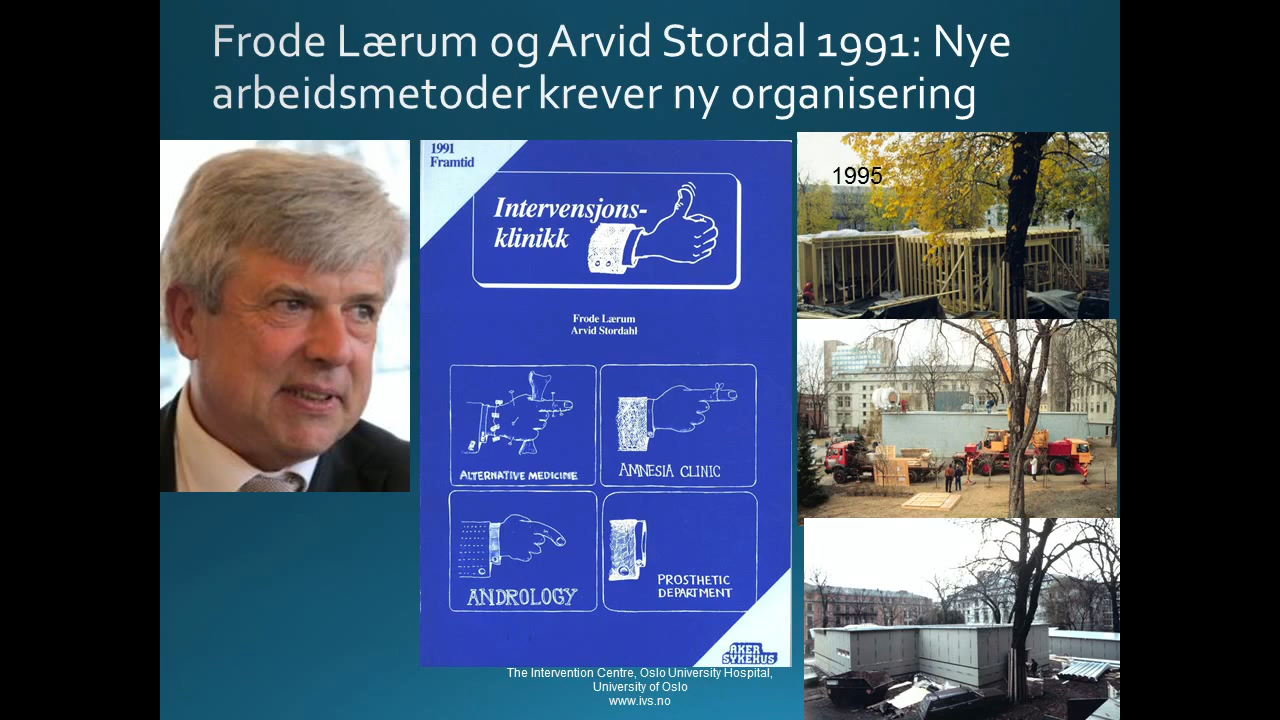 Frode Lærum og Arvid Stordal 1991: Nye
arbeidsmetoder krever ny organisering
1991
Framtid
Intervensjons-
klinikk
Frode Lærum
Arvid Stordahl
ALTERNATIVE MEDICINE
AMNESIA CLINIC
ANDROLOGY
PROSTHETIC
DEPARTMENT
AKER
SYKEHUS
1995
The Intervention Centre, Oslo University Hospital,
University of Oslo
www.ivs.no